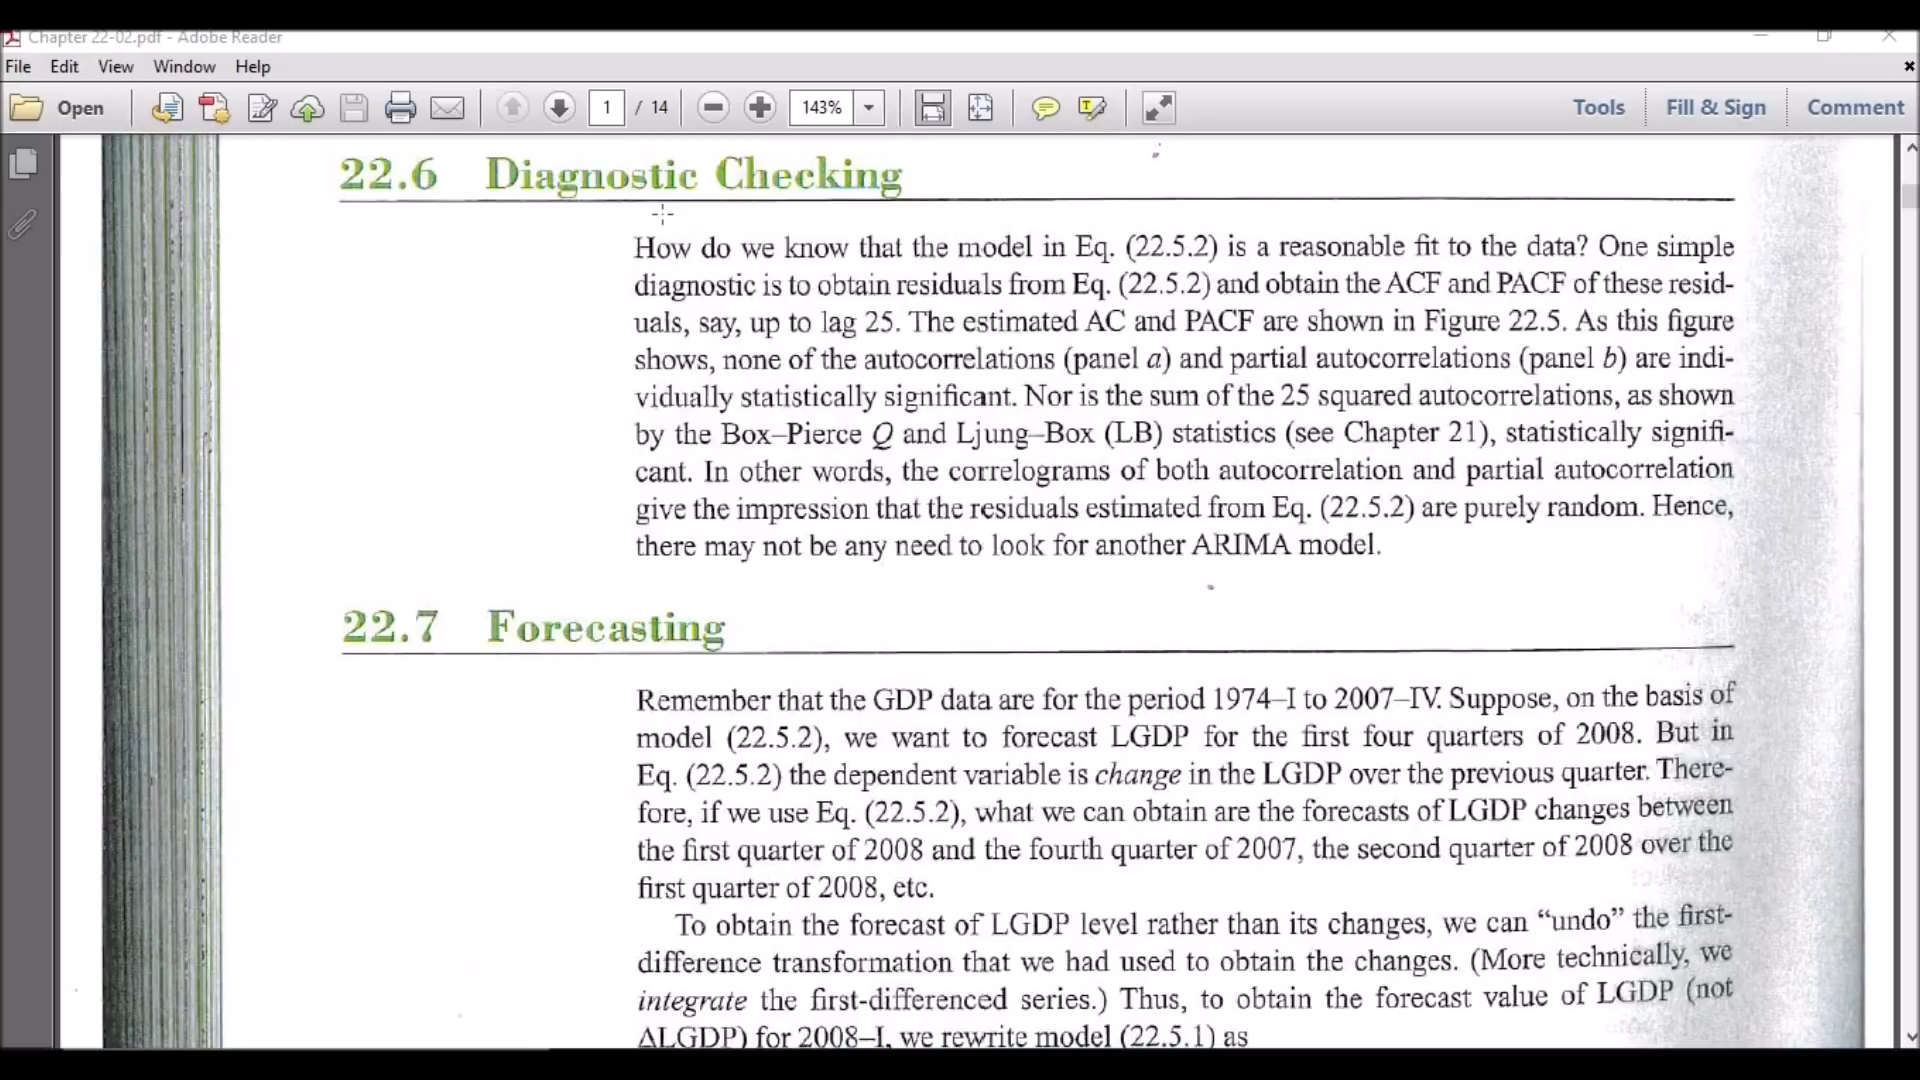 Chapter 22-02.pdf - Adobe Reader
File Edit View Window Help
Open 1 / 14 143% Tools Fill & Sign Comment
22.6 Diagnostic Checking
How do we know that the model in Eq. (22.5.2) is a reasonable fit to the data? One simple
diagnostic is to obtain residuals from Eq. (22.5.2) and obtain the ACF and PACF of these resid-
uals, say, up to lag 25. The estimated AC and PACF are shown in Figure 22.5. As this figure
shows, none of the autocorrelations (panel a) and partial autocorrelations (panel b) are indi-
vidually statistically significant. Nor is the sum of the 25 squared autocorrelations, as shown
by the Box–Pierce Q and Ljung–Box (LB) statistics (see Chapter 21), statistically signifi-
cant. In other words, the correlograms of both autocorrelation and partial autocorrelation
give the impression that the residuals estimated from Eq. (22.5.2) are purely random. Hence,
there may not be any need to look for another ARIMA model.
22.7 Forecasting
Remember that the GDP data are for the period 1974–I to 2007–IV. Suppose, on the basis of
model (22.5.2), we want to forecast LGDP for the first four quarters of 2008. But in
Eq. (22.5.2) the dependent variable is change in the LGDP over the previous quarter. There-
fore, if we use Eq. (22.5.2), what we can obtain are the forecasts of LGDP changes between
the first quarter of 2008 and the fourth quarter of 2007, the second quarter of 2008 over the
first quarter of 2008, etc.
To obtain the forecast of LGDP level rather than its changes, we can “undo” the first-
difference transformation that we had used to obtain the changes. (More technically, we
integrate the first-differenced series.) Thus, to obtain the forecast value of LGDP (not
ΔLGDP) for 2008–I, we rewrite model (22.5.1) as